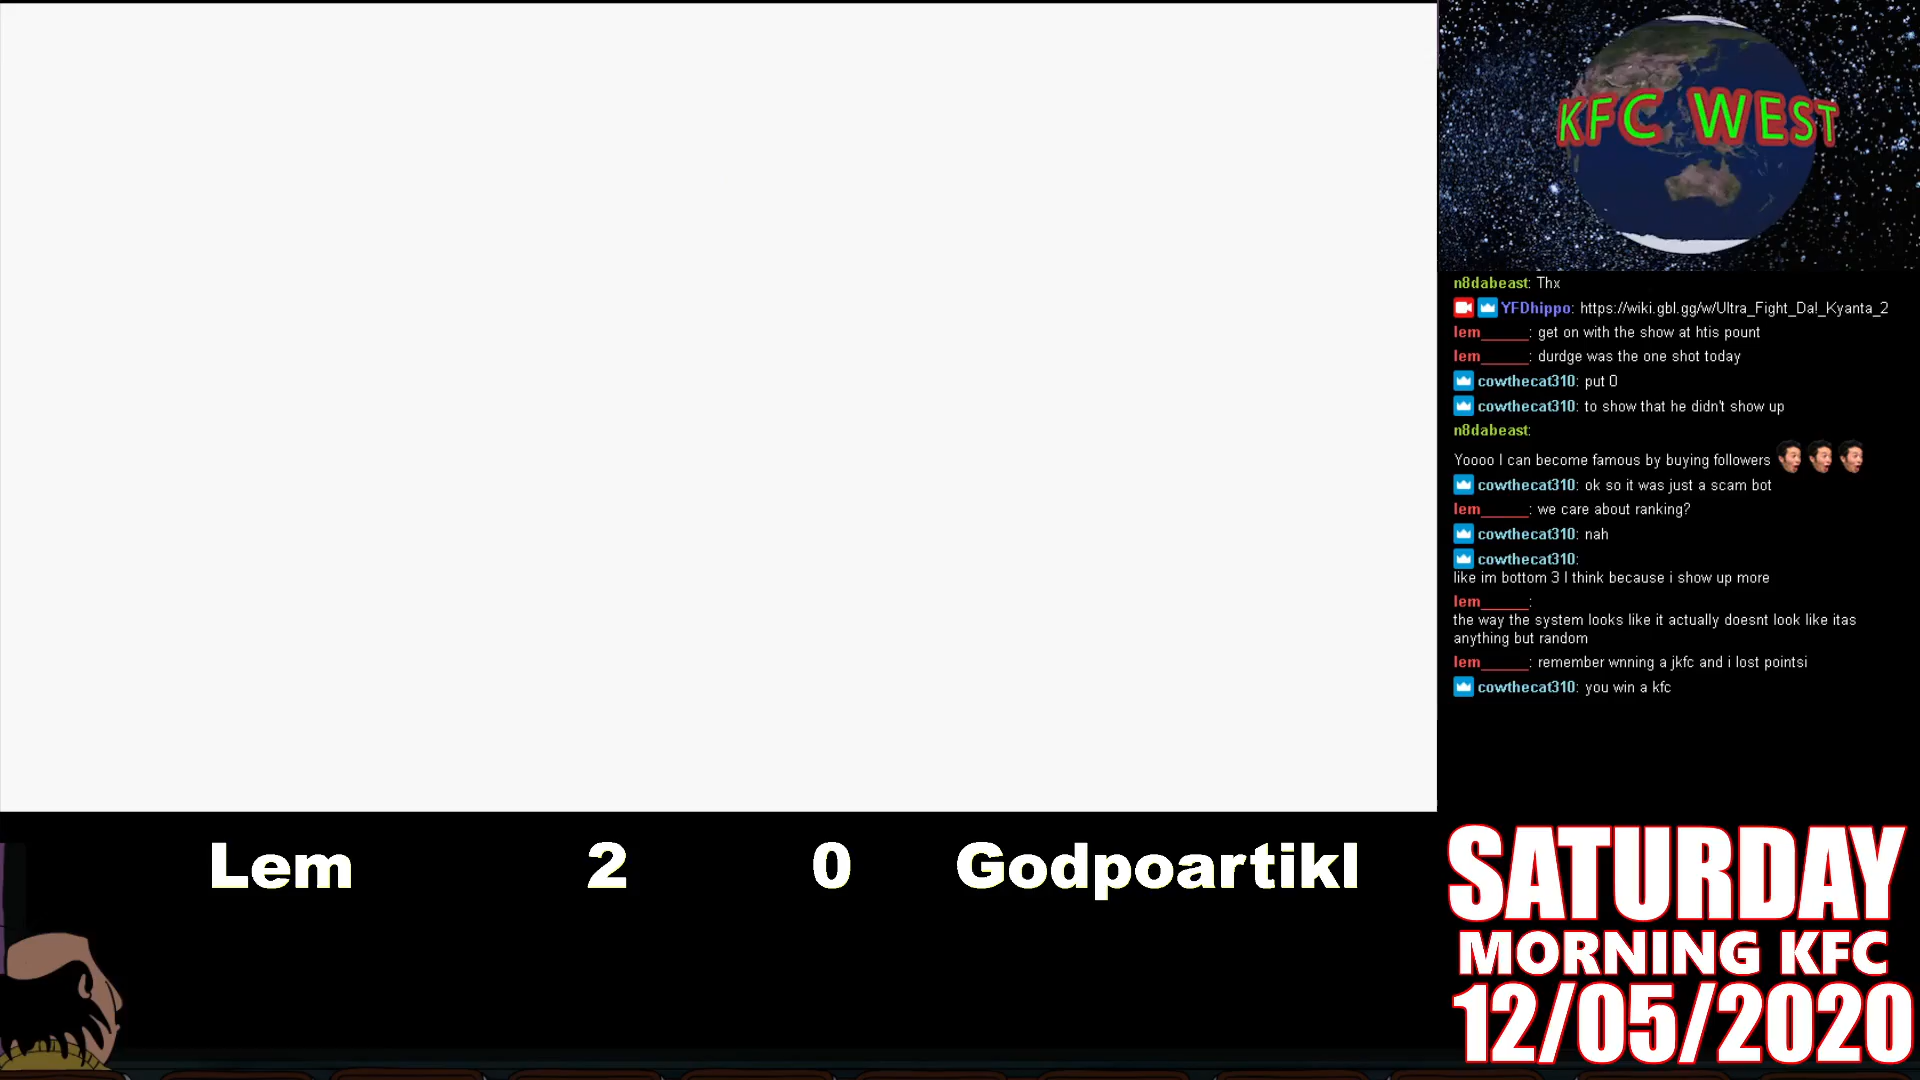 KFC WEST
n8dabeast: Thx
YFDhippo: https://wiki.gbl.gg/w/Ultra_Fight_Da!_Kyanta_2
lem______: get on with the show at htis pount
lem______: durdge was the one shot today
cowthecat310: put 0
cowthecat310: to show that he didn't show up
n8dabeast:
Yoooo I can become famous by buying followers
cowthecat310: ok so it was just a scam bot
lem______: we care about ranking?
cowthecat310: nah
cowthecat310:
like im bottom 3 I think because i show up more
lem______:
the way the system looks like it actually doesnt look like itas
anything but random
lem______: remember wnning a jkfc and i lost pointsi
cowthecat310: you win a kfc
Lem 2 0 Godpoartikl
SATURDAY
MORNING KFC
12/05/2020